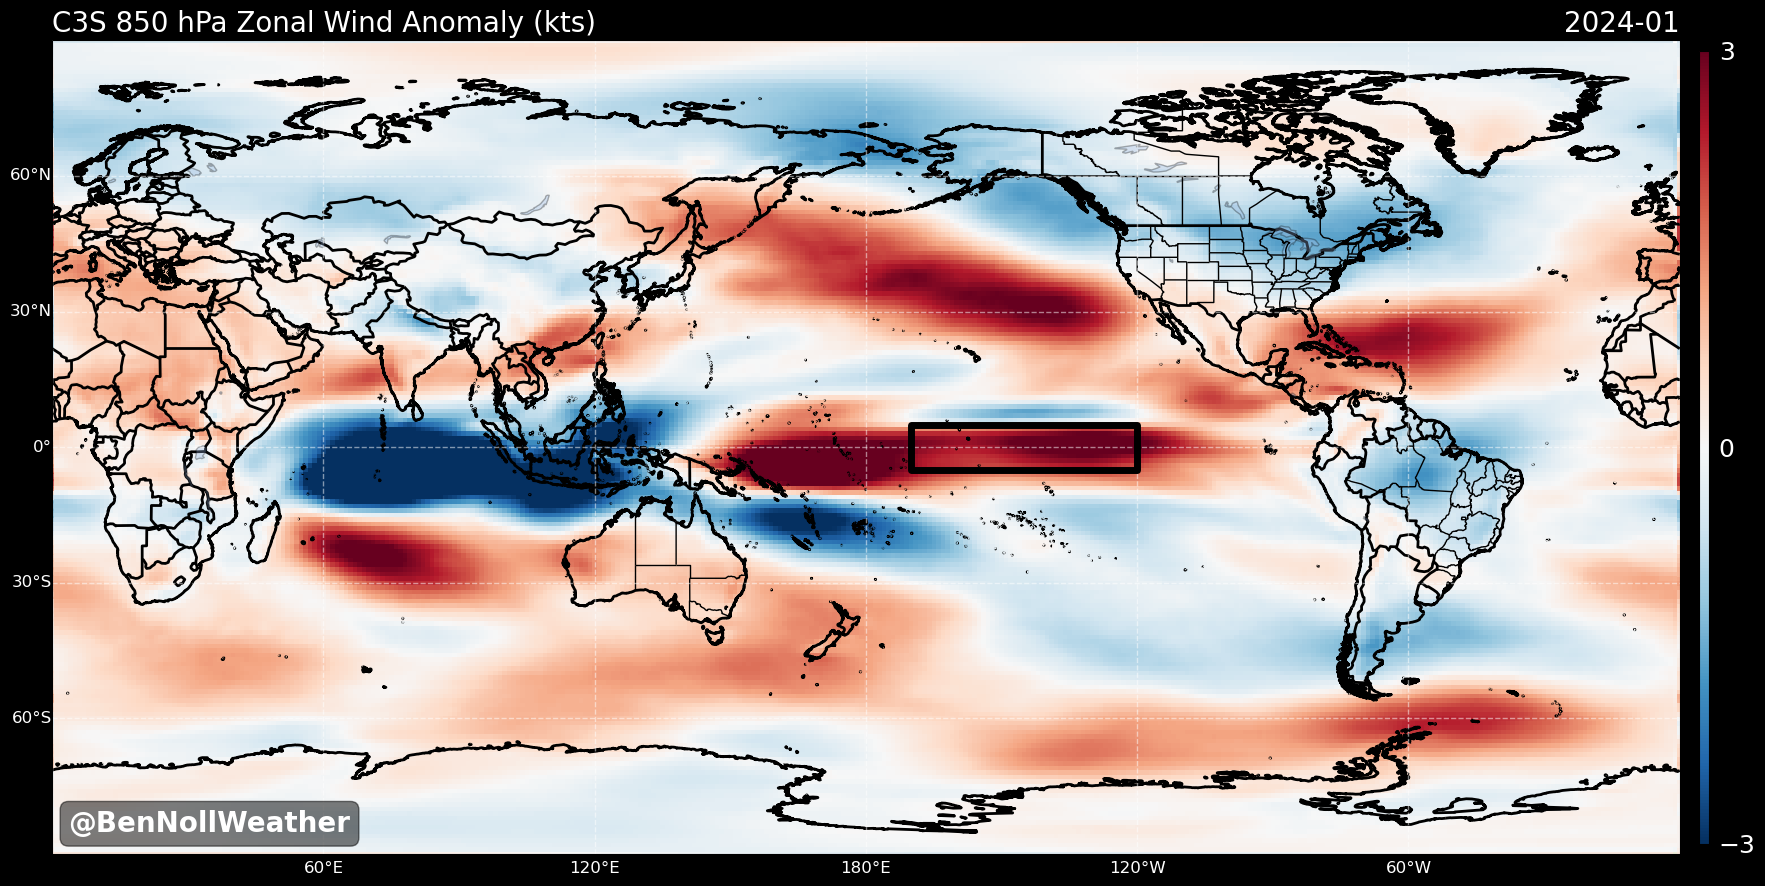 C3S 850 hPa Zonal Wind Anomaly (kts)
2024-01
3
0
−3
60°N
30°N
0°
30°S
60°S
60°E
120°E
180°E
120°W
60°W
@BenNollWeather